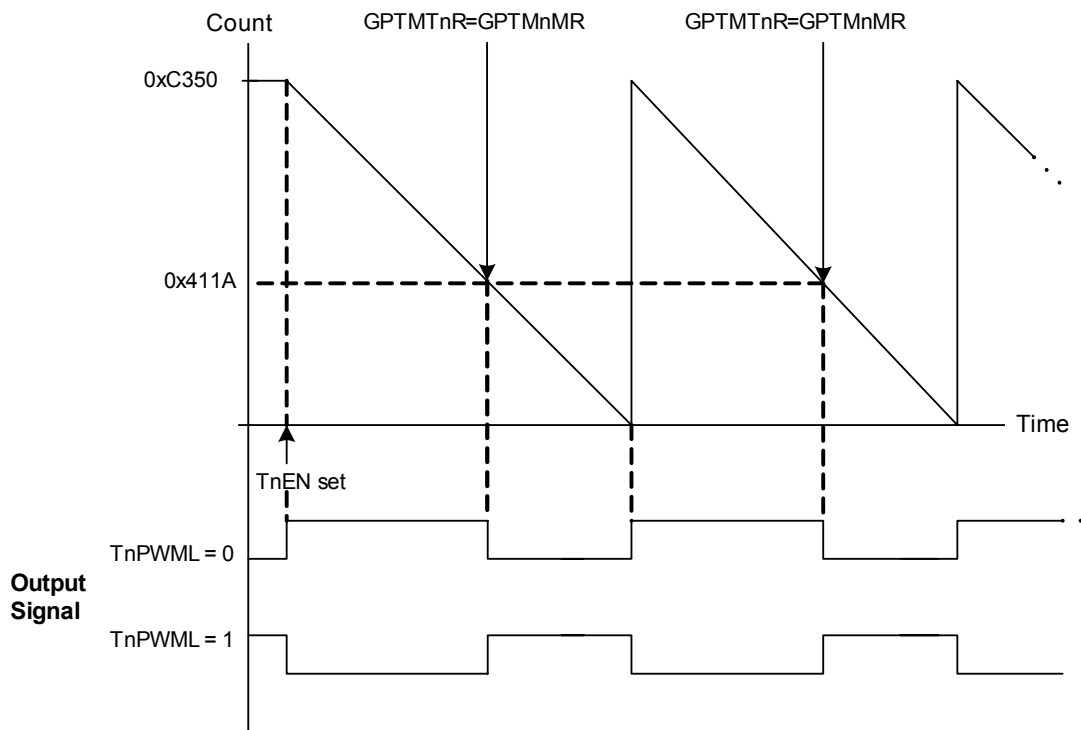 Count
GPTMTnR=GPTMnMR
GPTMTnR=GPTMnMR
0xC350
0x411A
Time
TnEN set
TnPWML = 0
Output
Signal
TnPWML = 1